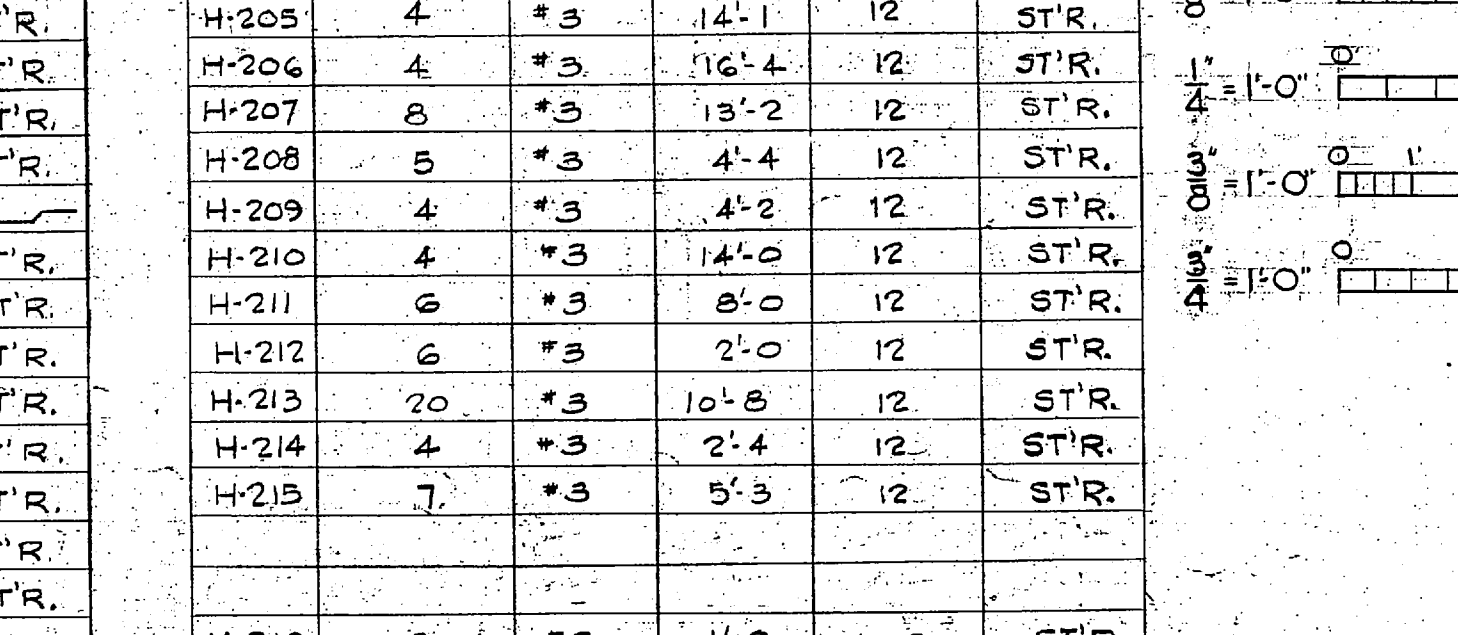 H-205 4 #3 14'-1 12 ST'R.
H-206 4 #3 16'-4 12 ST'R.
H-207 8 #3 13'-2 12 ST'R.
H-208 5 #3 4'-4 12 ST'R.
H-209 4 #3 4'-2 12 ST'R.
H-210 4 #3 14'-0 12 ST'R.
H-211 6 #3 8'-0 12 ST'R.
H-212 6 #3 2'-0 12 ST'R.
H-213 20 #3 10'-8 12 ST'R.
H-214 4 #3 2'-4 12 ST'R.
H-215 7 #3 5'-3 12 ST'R.
'R.
'R.
T'R.
'R.
'R.
T'R.
T'R.
T'R.
'R.
T'R.
'R.
T'R.
1/4" = 1'-0" 0
3/8" = 1'-0" 0 1'
3/4" = 1'-0" 0